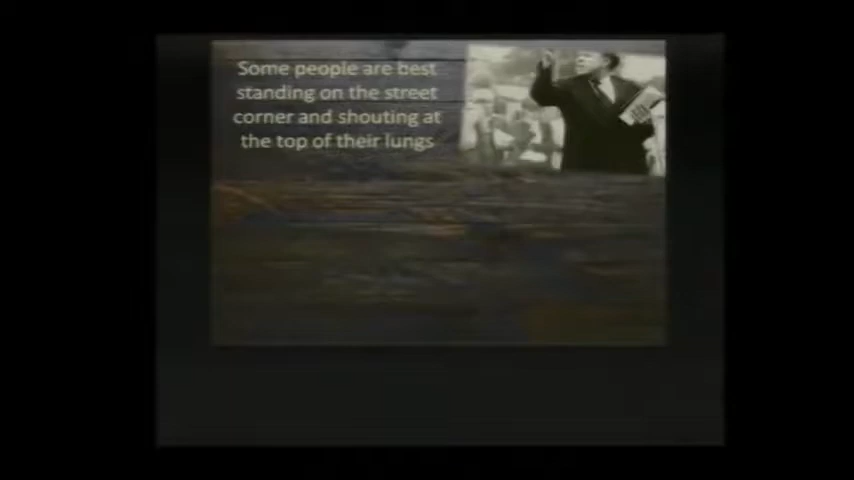 Some people are best
standing on the street
corner and shouting at
the top of their lungs